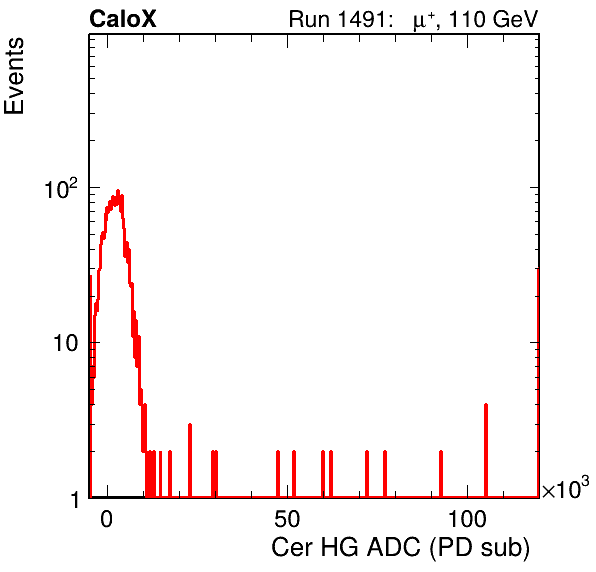 CaloX Run 1491: μ⁺, 110 GeV
Events
10²
10
1
0 50 100
×10³
Cer HG ADC (PD sub)